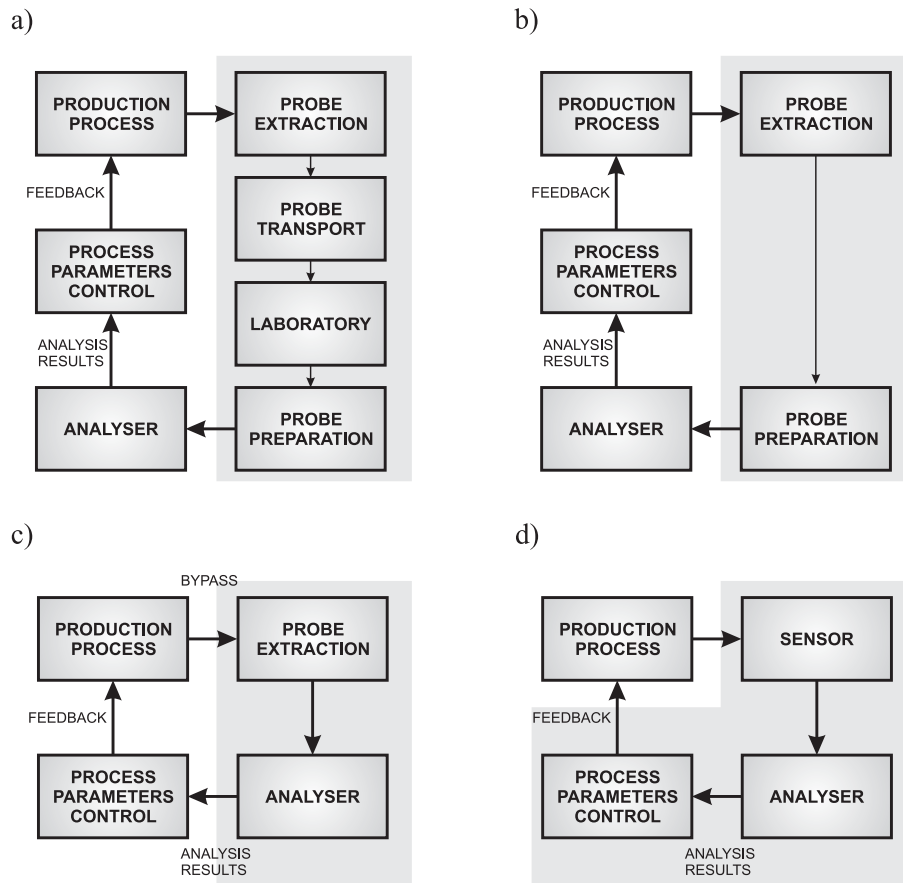 a)
PRODUCTION
PROCESS
PROBE
EXTRACTION
FEEDBACK
PROBE
TRANSPORT
PROCESS
PARAMETERS
CONTROL
LABORATORY
ANALYSIS
RESULTS
ANALYSER
PROBE
PREPARATION
b)
PRODUCTION
PROCESS
PROBE
EXTRACTION
FEEDBACK
PROCESS
PARAMETERS
CONTROL
ANALYSIS
RESULTS
ANALYSER
PROBE
PREPARATION
c)
BYPASS
PRODUCTION
PROCESS
PROBE
EXTRACTION
FEEDBACK
PROCESS
PARAMETERS
CONTROL
ANALYSER
ANALYSIS
RESULTS
d)
PRODUCTION
PROCESS
SENSOR
FEEDBACK
PROCESS
PARAMETERS
CONTROL
ANALYSER
ANALYSIS
RESULTS